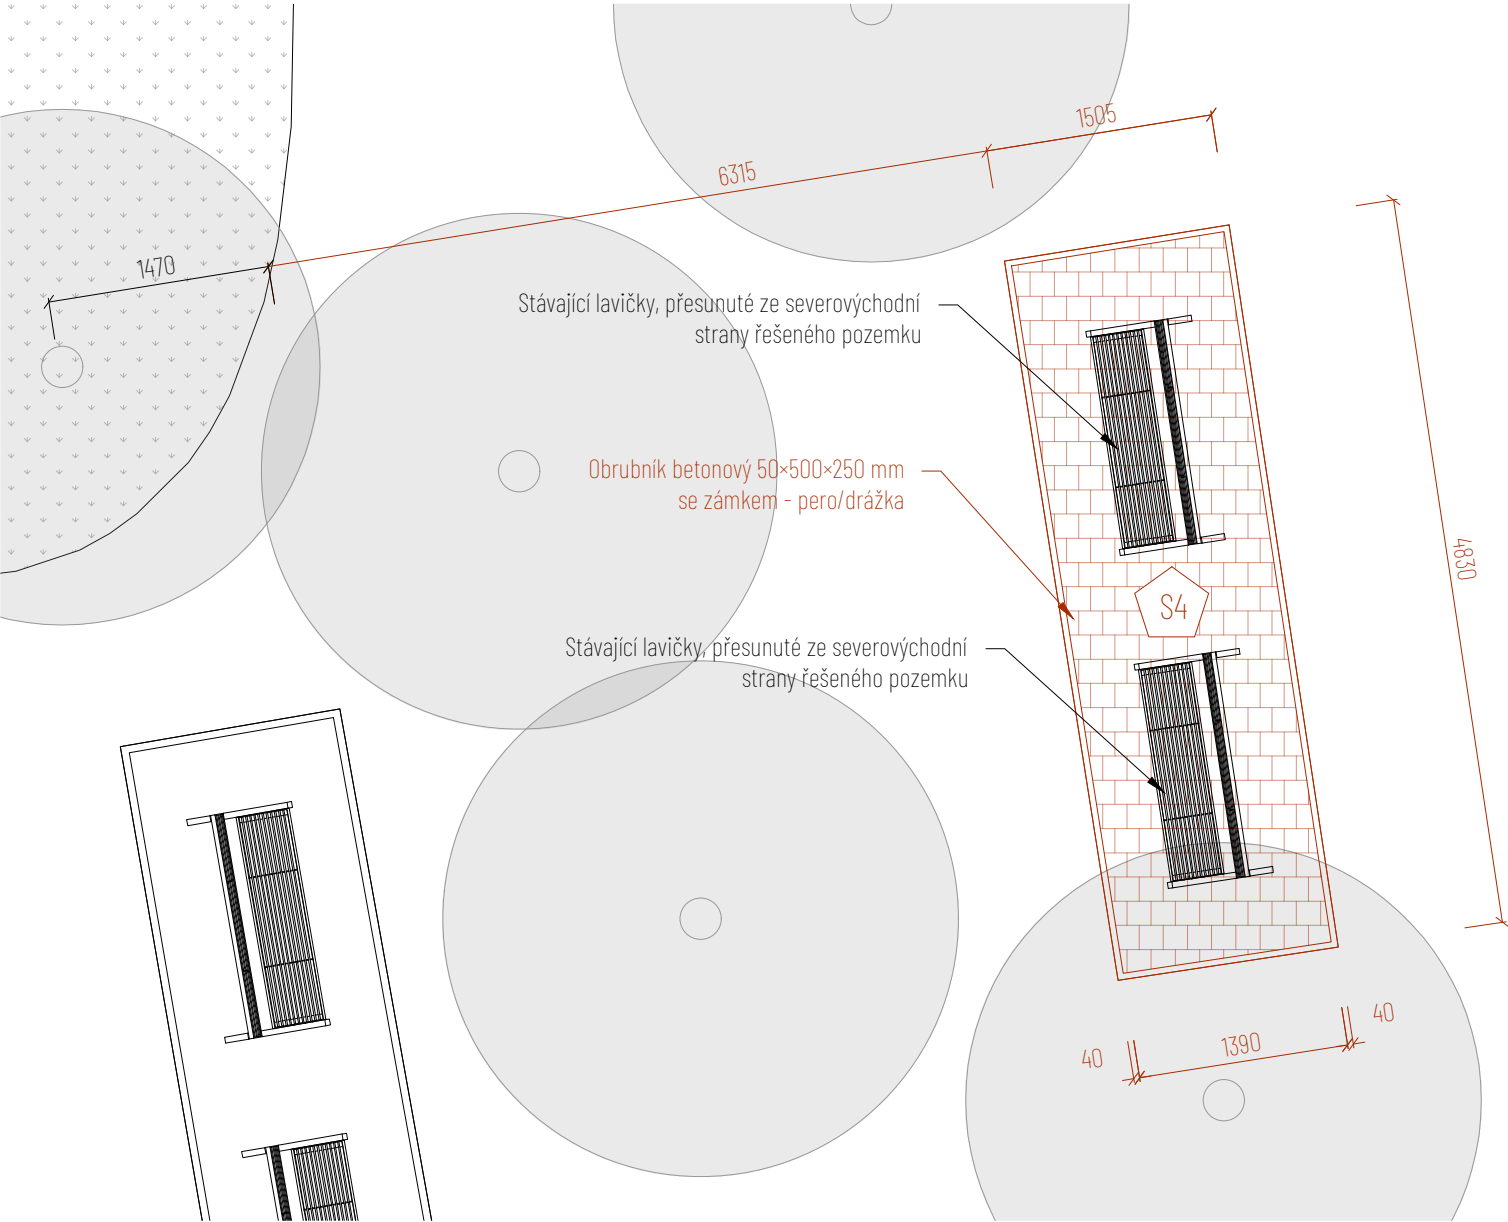 1505
6315
1470
Stávající lavičky, přesunuté ze severovýchodní
strany řešeného pozemku
Obrubník betonový 50×500×250 mm
se zámkem - pero/drážka
4830
S4
Stávající lavičky, přesunuté ze severovýchodní
strany řešeného pozemku
40
1390
40